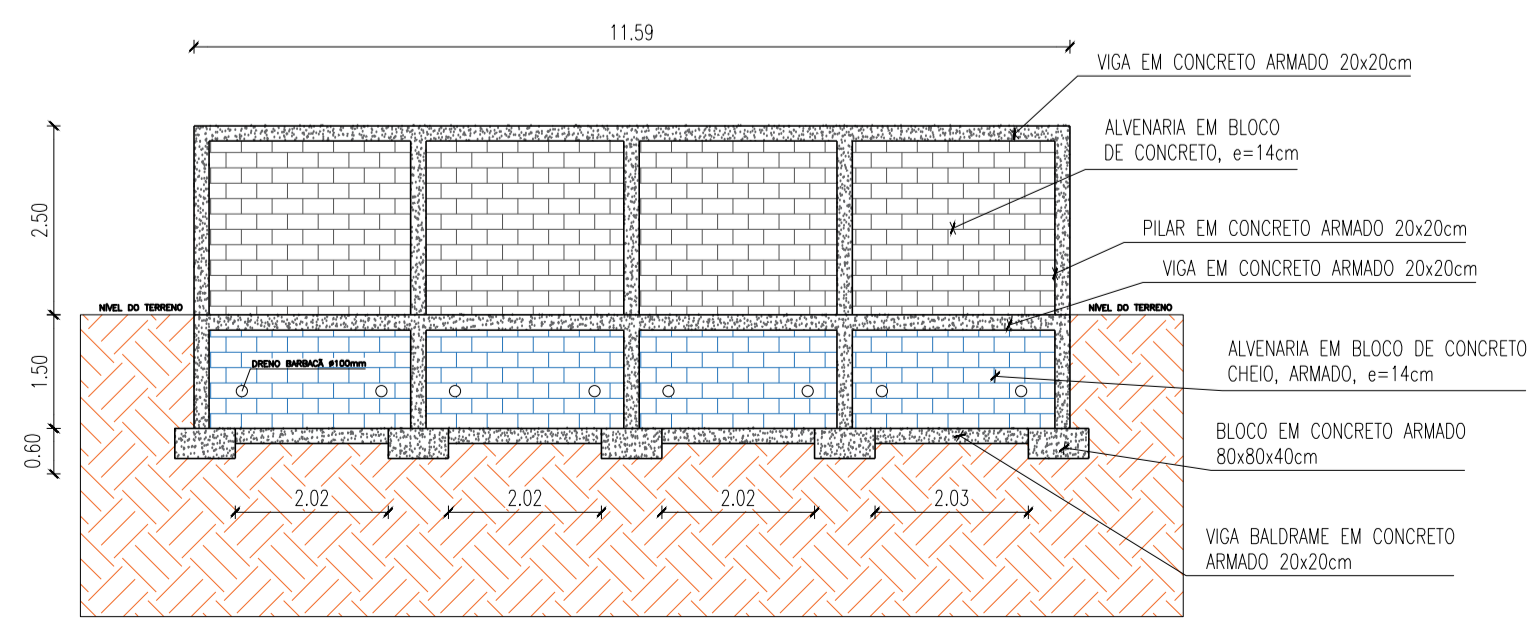 11.59
VIGA EM CONCRETO ARMADO 20x20cm
ALVENARIA EM BLOCO
DE CONCRETO, e=14cm
2.50
PILAR EM CONCRETO ARMADO 20x20cm
VIGA EM CONCRETO ARMADO 20x20cm
NÍVEL DO TERRENO
NÍVEL DO TERRENO
1.50
DRENO BARBACÃ ø100mm
ALVENARIA EM BLOCO DE CONCRETO
CHEIO, ARMADO, e=14cm
0.60
BLOCO EM CONCRETO ARMADO
80x80x40cm
2.02
2.02
2.02
2.03
VIGA BALDRAME EM CONCRETO
ARMADO 20x20cm